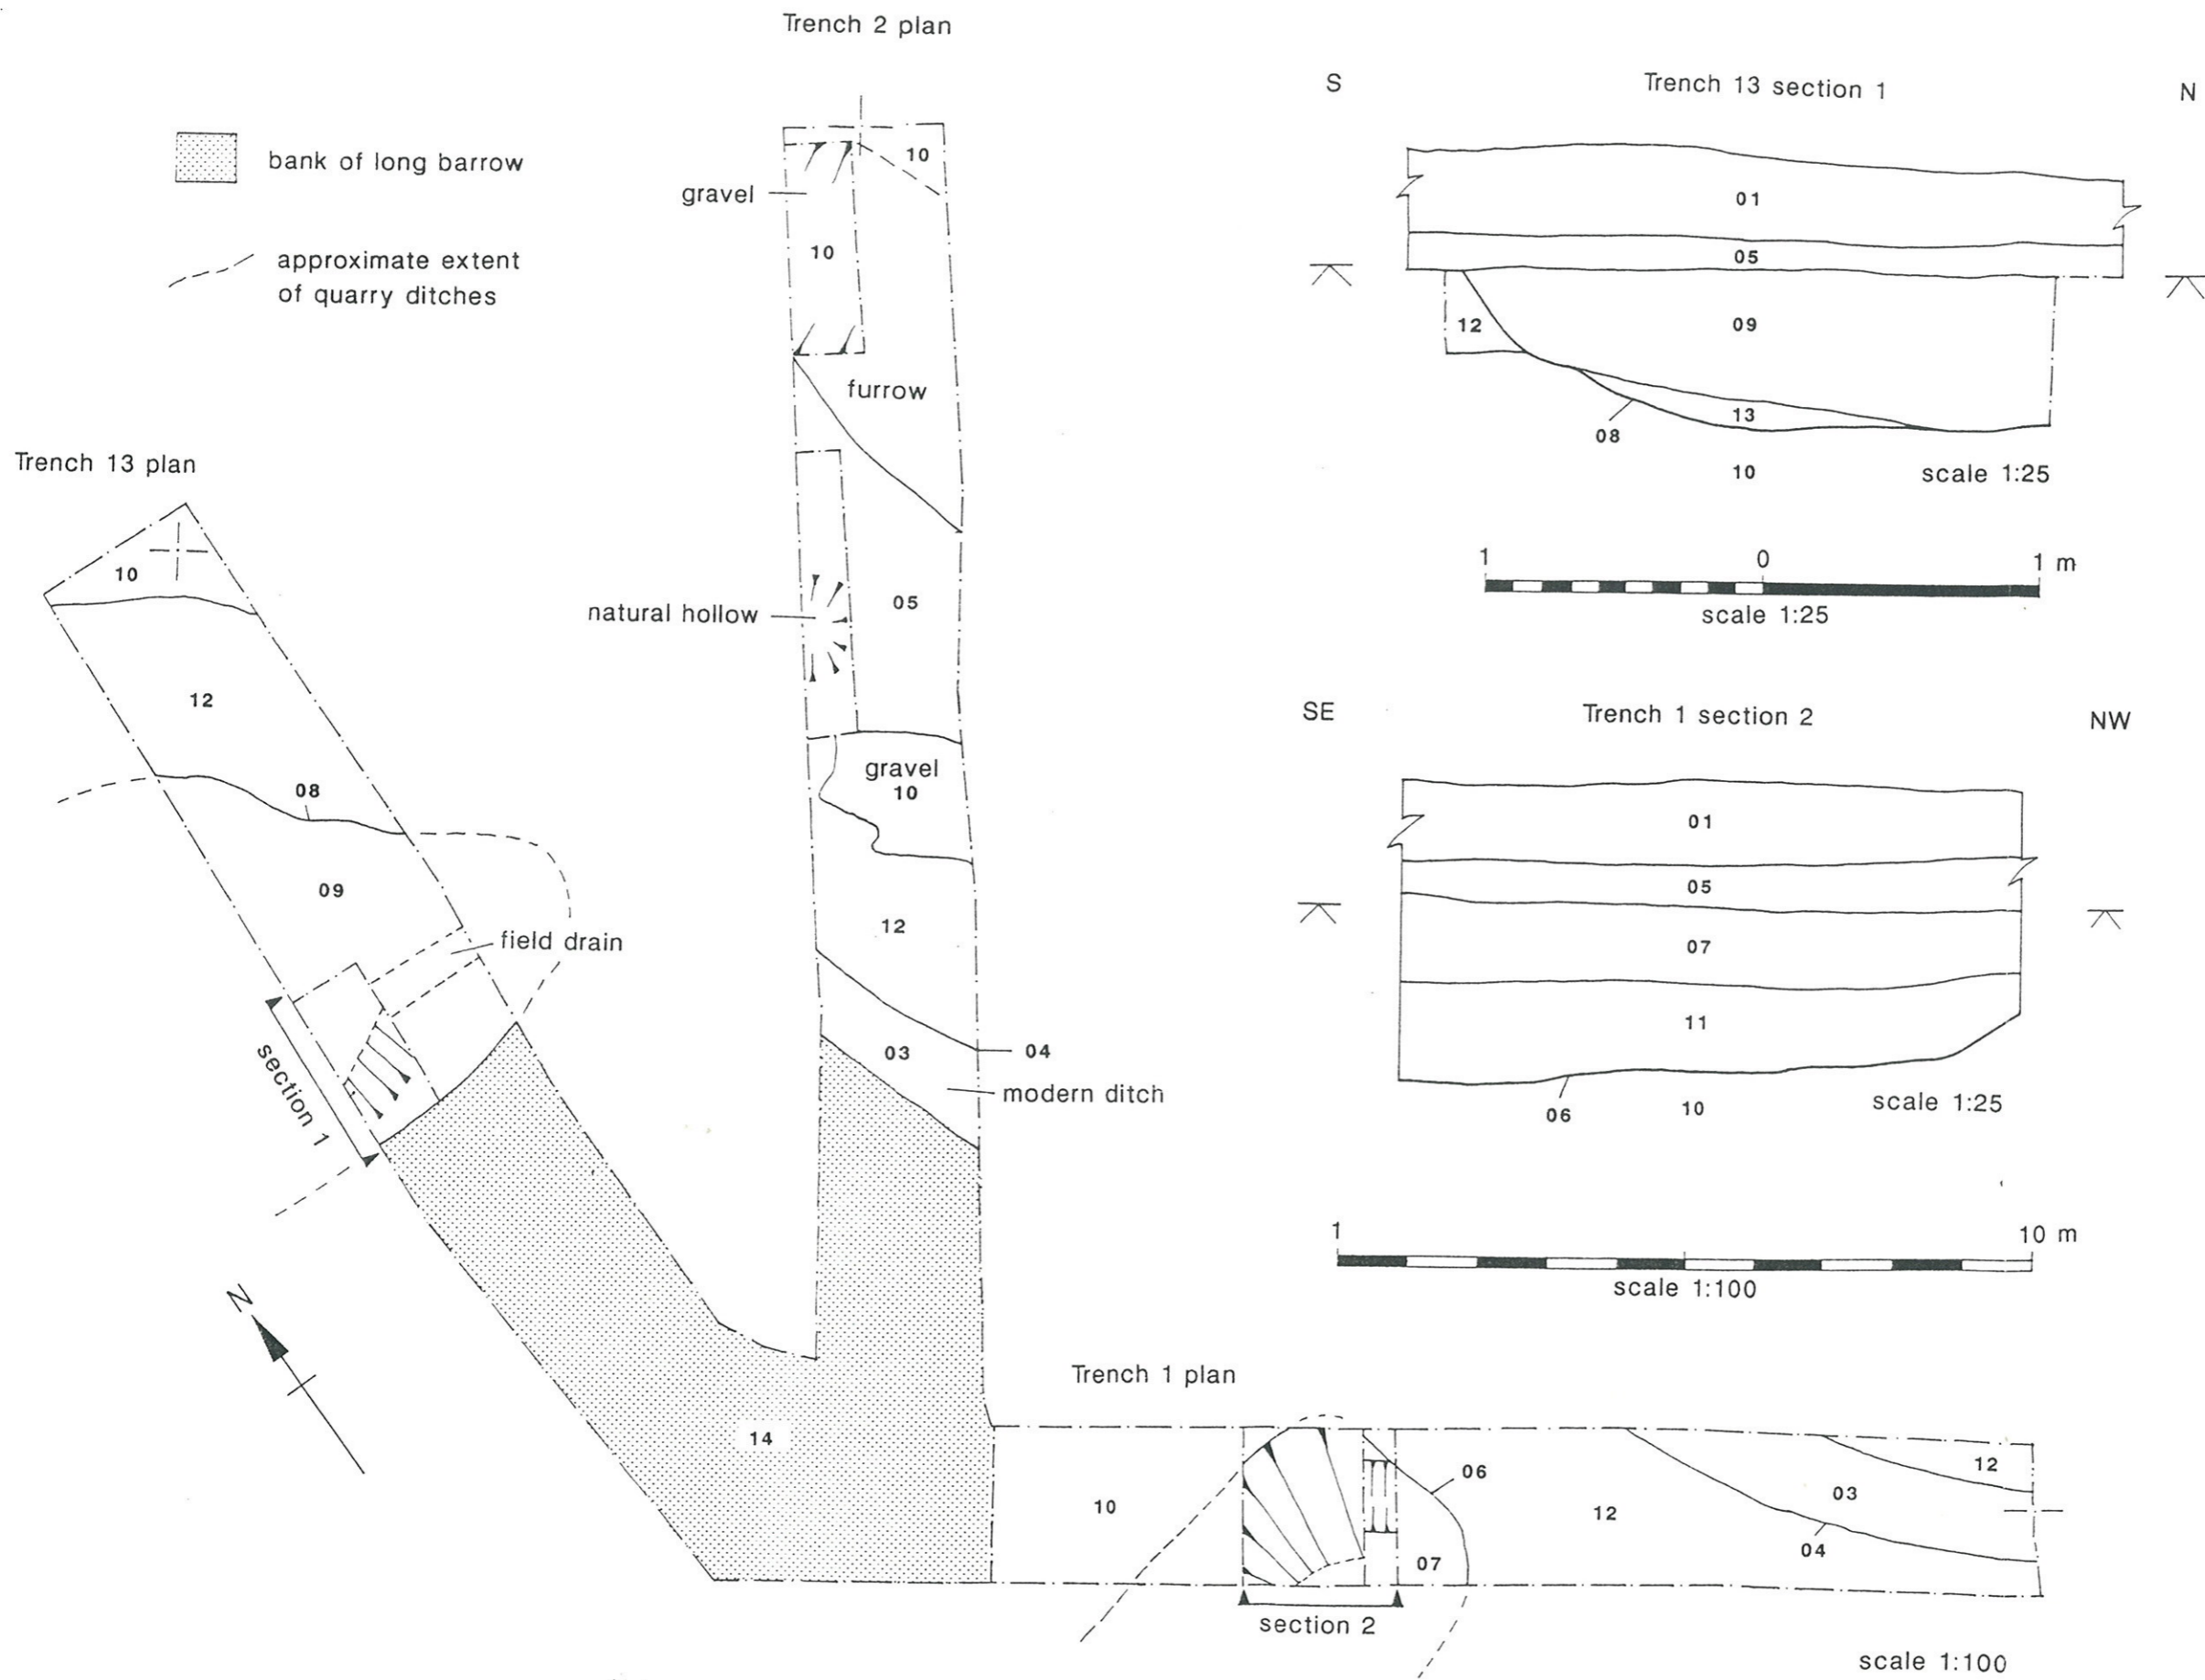 Trench 2 plan
bank of long barrow
approximate extent
of quarry ditches
gravel
10
10
furrow
natural hollow
05
gravel
10
12
03
04
modern ditch
Trench 13 plan
10
12
08
09
field drain
section 1
14
N
S
Trench 13 section 1
N
01
05
12
09
13
08
10
scale 1:25
1 0 1 m
scale 1:25
SE
Trench 1 section 2
NW
01
05
07
11
06
10
scale 1:25
1 10 m
scale 1:100
Trench 1 plan
10
06
07
12
03
12
04
section 2
scale 1:100